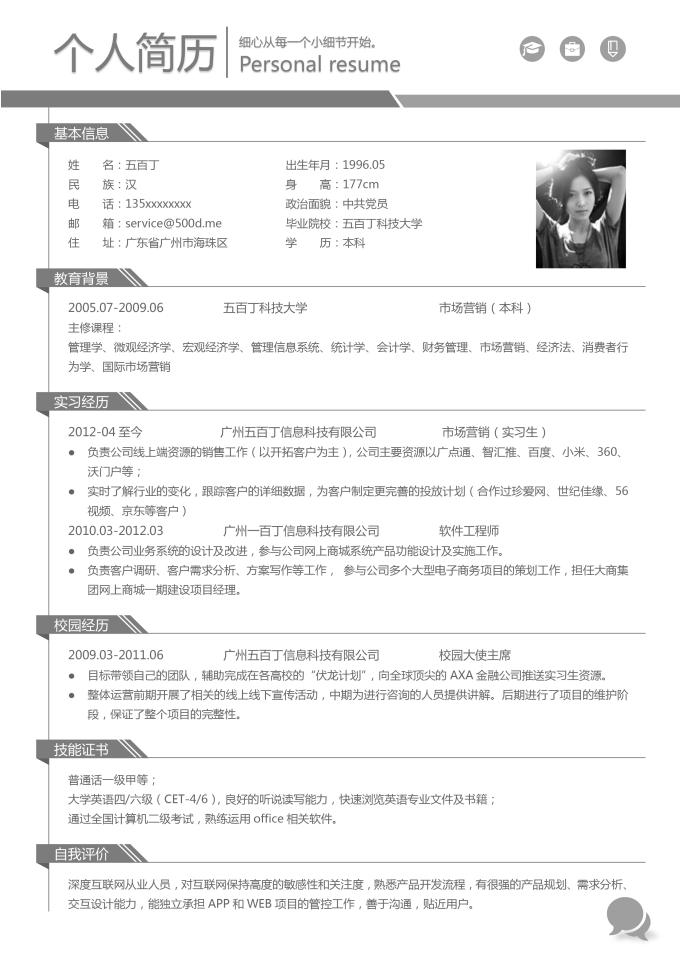 个人简历
细心从每一个小细节开始。
Personal resume
基本信息
姓 名：五百丁 出生年月：1996.05
民 族：汉 身 高：177cm
电 话：135xxxxxxxx 政治面貌：中共党员
邮 箱：service@500d.me 毕业院校：五百丁科技大学
住 址：广东省广州市海珠区 学 历：本科
教育背景
2005.07-2009.06 五百丁科技大学 市场营销（本科）
主修课程：
管理学、微观经济学、宏观经济学、管理信息系统、统计学、会计学、财务管理、市场营销、经济法、消费者行
为学、国际市场营销
实习经历
2012-04 至今 广州五百丁信息科技有限公司 市场营销（实习生）
● 负责公司线上端资源的销售工作（以开拓客户为主），公司主要资源以广点通、智汇推、百度、小米、360、
沃门户等；
● 实时了解行业的变化，跟踪客户的详细数据，为客户制定更完善的投放计划（合作过珍爱网、世纪佳缘、56
视频、京东等客户）
2010.03-2012.03 广州一百丁信息科技有限公司 软件工程师
● 负责公司业务系统的设计及改进，参与公司网上商城系统产品功能设计及实施工作。
● 负责客户调研、客户需求分析、方案写作等工作， 参与公司多个大型电子商务项目的策划工作，担任大商集
团网上商城一期建设项目经理。
校园经历
2009.03-2011.06 广州五百丁信息科技有限公司 校园大使主席
● 目标带领自己的团队，辅助完成在各高校的“伏龙计划”，向全球顶尖的 AXA 金融公司推送实习生资源。
● 整体运营前期开展了相关的线上线下宣传活动，中期为进行咨询的人员提供讲解。后期进行了项目的维护阶
段，保证了整个项目的完整性。
技能证书
普通话一级甲等；
大学英语四/六级（CET-4/6），良好的听说读写能力，快速浏览英语专业文件及书籍；
通过全国计算机二级考试，熟练运用 office 相关软件。
自我评价
深度互联网从业人员，对互联网保持高度的敏感性和关注度，熟悉产品开发流程，有很强的产品规划、需求分析、
交互设计能力，能独立承担 APP 和 WEB 项目的管控工作，善于沟通，贴近用户。